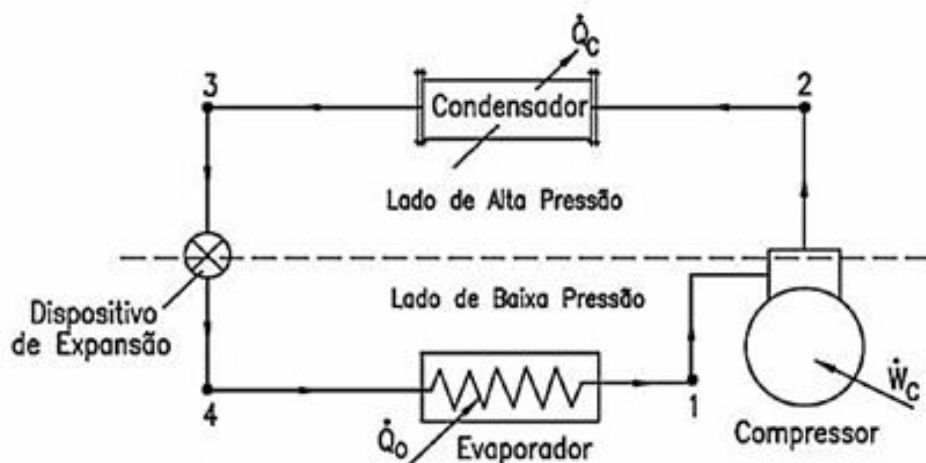 Q̇c
3
Condensador
2
Lado de Alta Pressão
Lado de Baixa Pressão
Dispositivo
de Expansão
Ẇc
4
1
Q̇o
Evaporador
Compressor